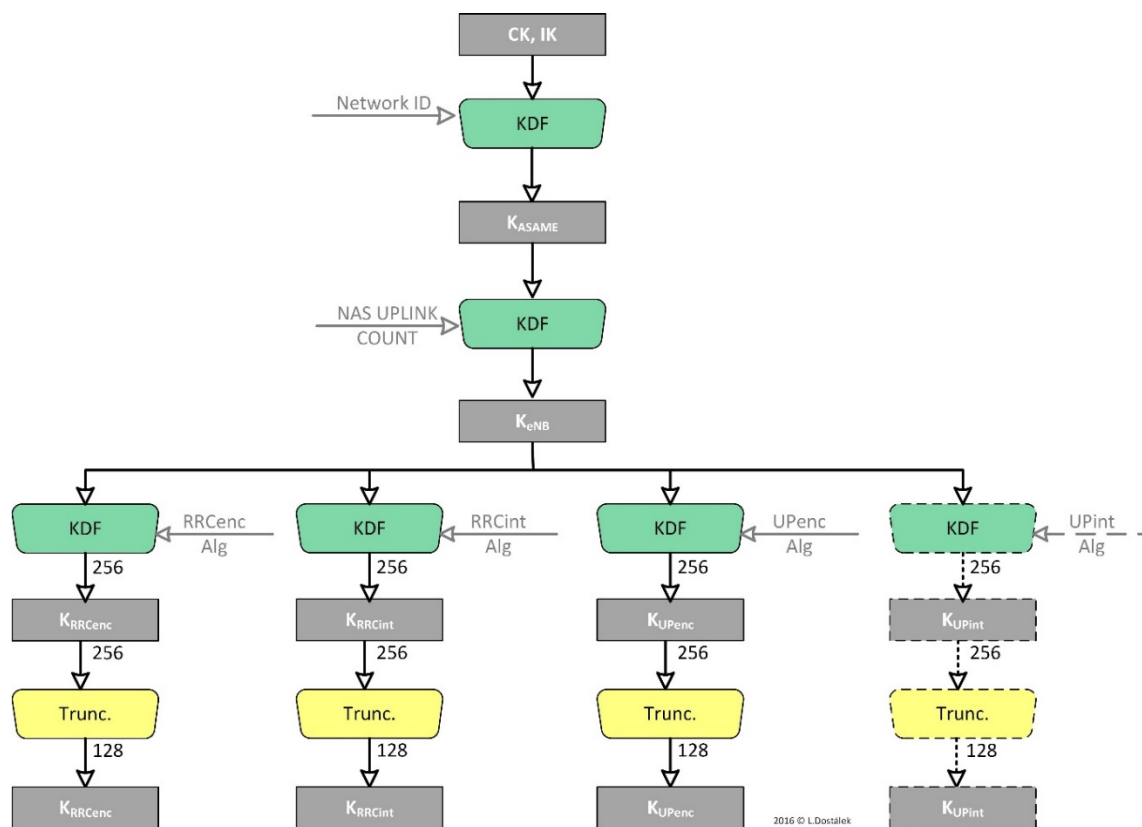 CK, IK
Network ID
KDF
KASAME
NAS UPLINK
COUNT
KDF
KeNB
KDF
RRCenc
Alg
KDF
RRCint
Alg
KDF
UPenc
Alg
KDF
UPint
Alg
256
256
256
256
KRRCenc
KRRCint
KUPenc
KUPint
256
256
256
256
Trunc.
Trunc.
Trunc.
Trunc.
128
128
128
128
KRRCenc
KRRCint
KUPenc
KUPint
2016 © L.Dostálek